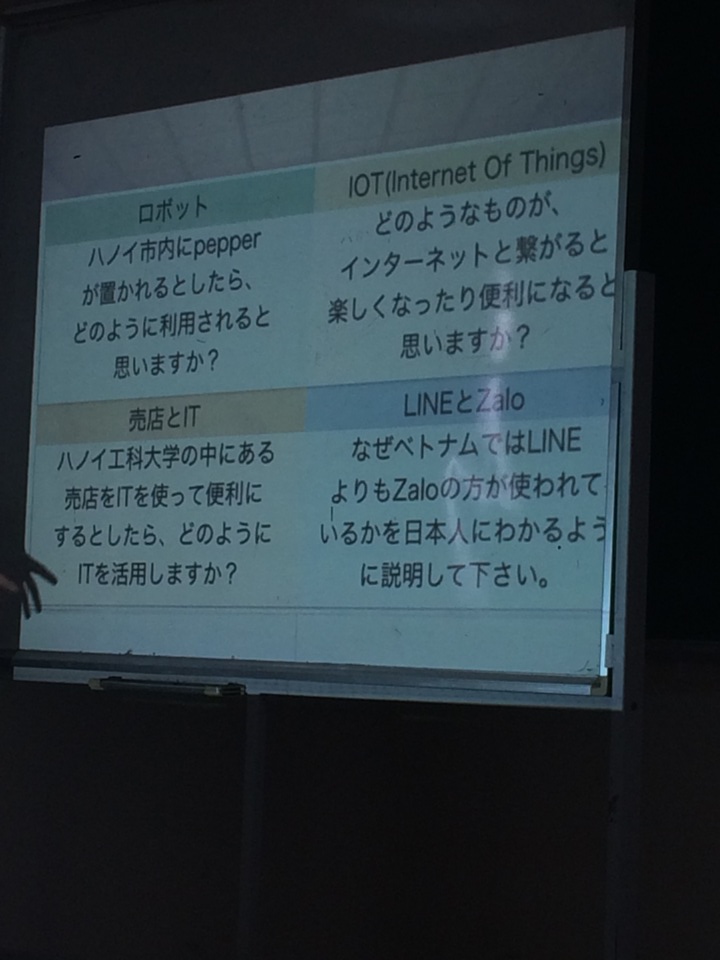 ロボット
ハノイ市内にpepper
が置かれるとしたら、
どのように利用されると
思いますか？
IOT(Internet Of Things)
どのようなものが、
インターネットと繋がると
楽しくなったり便利になると
思いますか？
売店とIT
ハノイ工科大学の中にある
売店をITを使って便利に
するとしたら、どのように
ITを活用しますか？
LINEとZalo
なぜベトナムではLINE
よりもZaloの方が使われて
いるかを日本人にわかるよう
に説明して下さい。